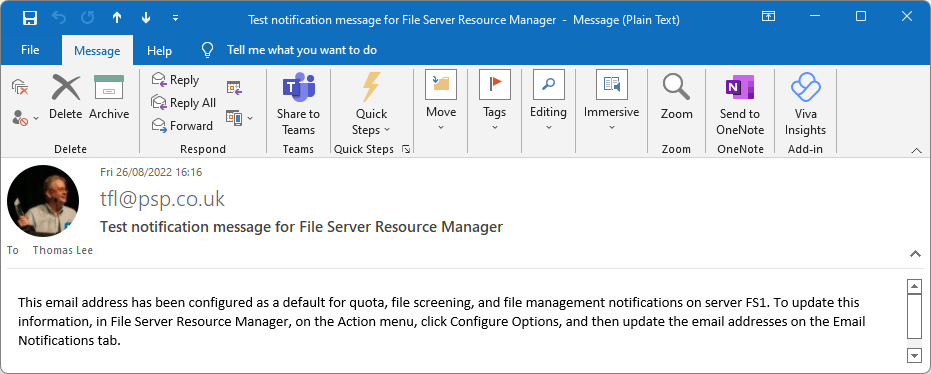 Test notification message for File Server Resource Manager - Message (Plain Text)
File Message Help Tell me what you want to do
Delete Archive
Delete
Reply
Reply All
Forward
Respond
Share to
Teams
Teams
Quick
Steps
Quick Steps
Move
Tags
Editing
Immersive
Zoom
Zoom
Send to
OneNote
OneNote
Viva
Insights
Add-in
Fri 26/08/2022 16:16
tfl@psp.co.uk
Test notification message for File Server Resource Manager
To Thomas Lee
This email address has been configured as a default for quota, file screening, and file management notifications on server FS1. To update this
information, in File Server Resource Manager, on the Action menu, click Configure Options, and then update the email addresses on the Email
Notifications tab.